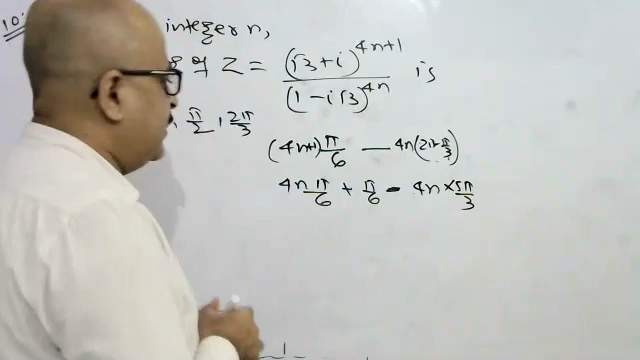 10.
integer n,
of Z = (√3+i)^4n+1 / (1-i√3)^4n is
π/2, 2π/3
(4n+1)π/6 — 4n(2π-π/3)
4n π/6 + π/6 - 4n×5π/3